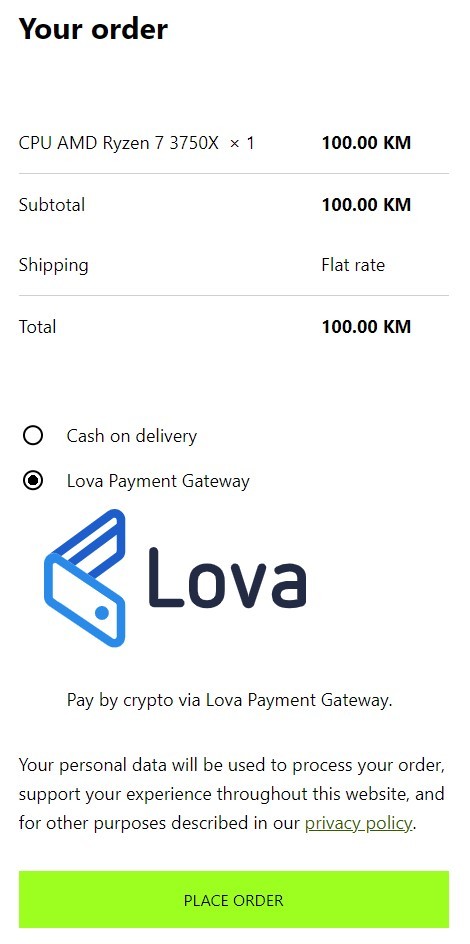 Your order
CPU AMD Ryzen 7 3750X × 1 100.00 KM
Subtotal 100.00 KM
Shipping Flat rate
Total 100.00 KM
Cash on delivery
Lova Payment Gateway
Lova
Pay by crypto via Lova Payment Gateway.
Your personal data will be used to process your order,
support your experience throughout this website, and
for other purposes described in our privacy policy.
PLACE ORDER